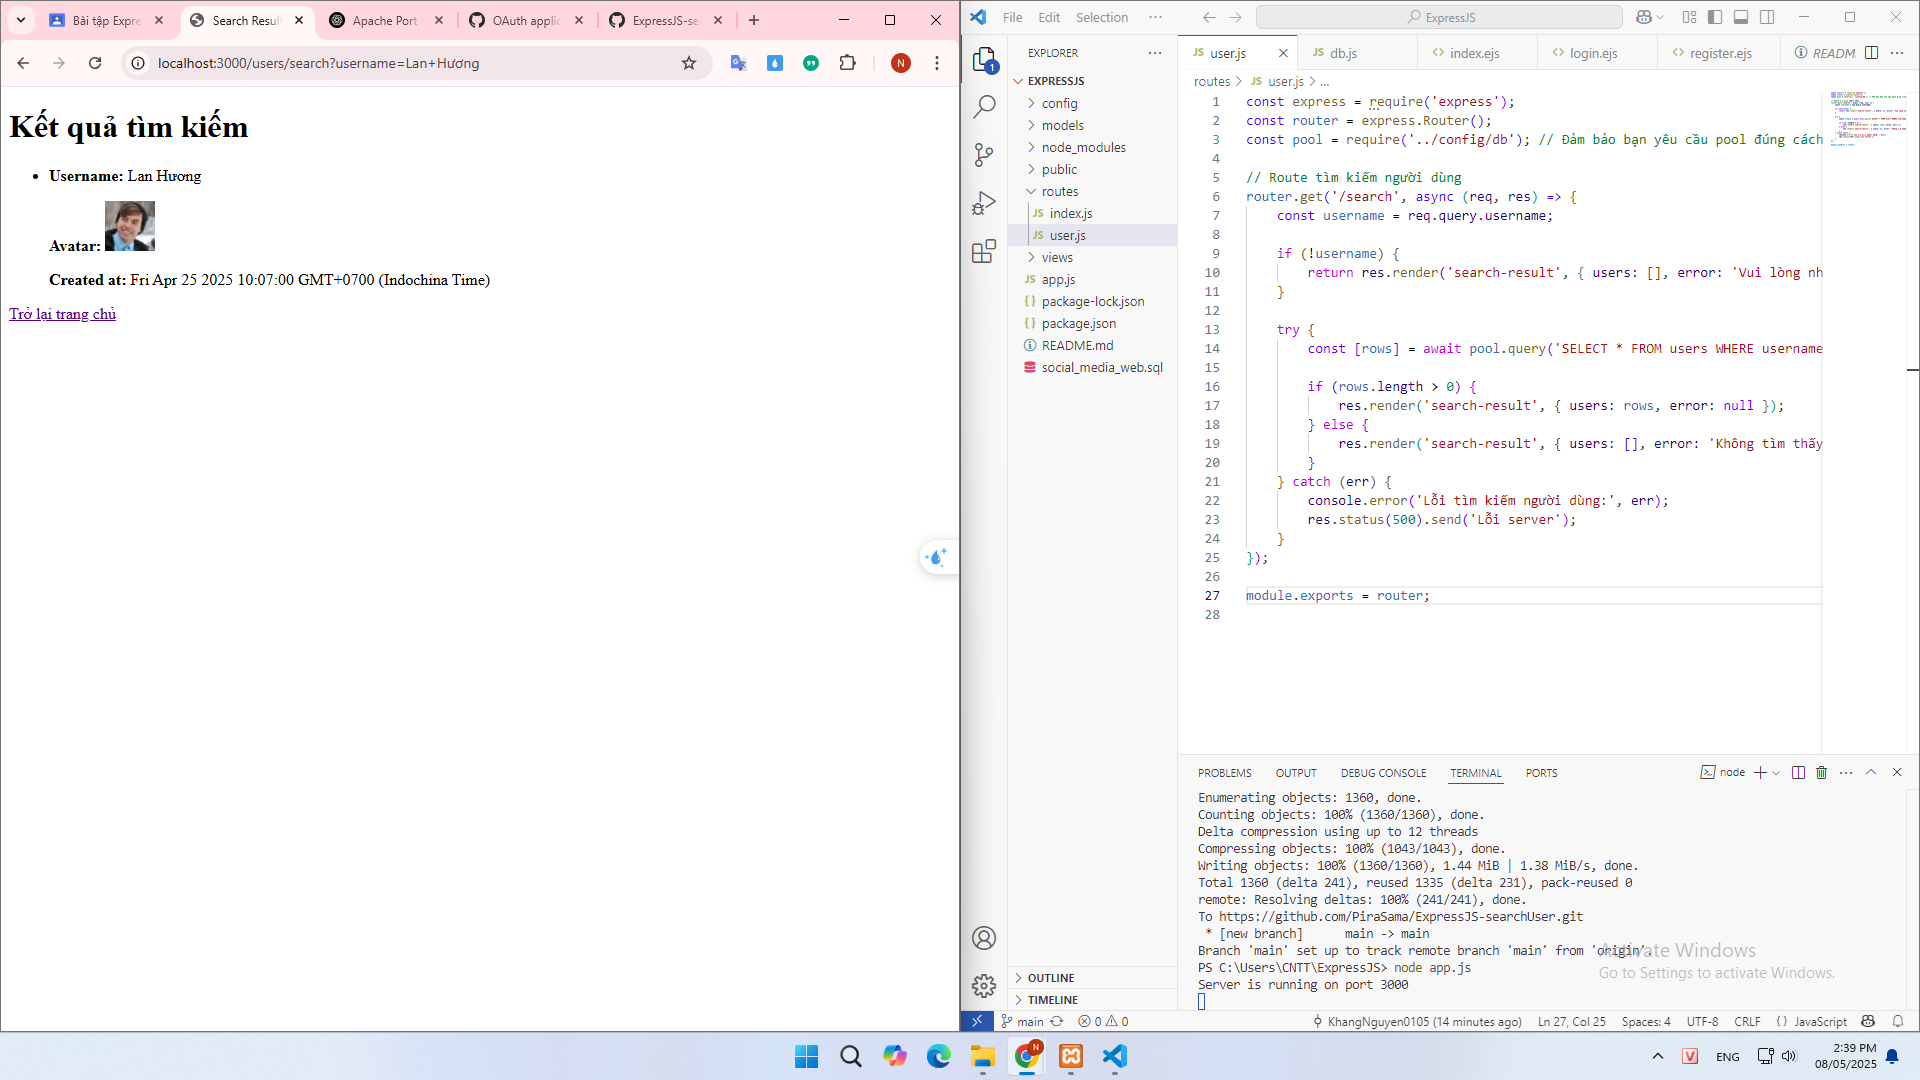 Bài tập Expre
Search Result
Apache Port
OAuth applic
ExpressJS-se
localhost:3000/users/search?username=Lan+Hương
N
Kết quả tìm kiếm
Username: Lan Hương
Avatar:
Created at: Fri Apr 25 2025 10:07:00 GMT+0700 (Indochina Time)
Trở lại trang chủ
File Edit Selection ···
ExpressJS
EXPLORER
EXPRESSJS
config
models
node_modules
public
routes
JS index.js
JS user.js
views
JS app.js
{} package-lock.json
{} package.json
README.md
social_media_web.sql
OUTLINE
TIMELINE
1
JS user.js
JS db.js
<> index.ejs
<> login.ejs
<> register.ejs
READM
routes > JS user.js > ...
1 const express = require('express');
2 const router = express.Router();
3 const pool = require('../config/db'); // Đảm bảo bạn yêu cầu pool đúng cách
4
5 // Route tìm kiếm người dùng
6 router.get('/search', async (req, res) => {
7 const username = req.query.username;
8
9 if (!username) {
10 return res.render('search-result', { users: [], error: 'Vui lòng nh
11 }
12
13 try {
14 const [rows] = await pool.query('SELECT * FROM users WHERE username
15
16 if (rows.length > 0) {
17 res.render('search-result', { users: rows, error: null });
18 } else {
19 res.render('search-result', { users: [], error: 'Không tìm thấy
20 }
21 } catch (err) {
22 console.error('Lỗi tìm kiếm người dùng:', err);
23 res.status(500).send('Lỗi server');
24 }
25 });
26
27 module.exports = router;
28
PROBLEMS OUTPUT DEBUG CONSOLE TERMINAL PORTS
node
Enumerating objects: 1360, done.
Counting objects: 100% (1360/1360), done.
Delta compression using up to 12 threads
Compressing objects: 100% (1043/1043), done.
Writing objects: 100% (1360/1360), 1.44 MiB | 1.38 MiB/s, done.
Total 1360 (delta 241), reused 1335 (delta 231), pack-reused 0
remote: Resolving deltas: 100% (241/241), done.
To https://github.com/PiraSama/ExpressJS-searchUser.git
* [new branch] main -> main
Branch 'main' set up to track remote branch 'main' from 'origin'.
PS C:\Users\CNTT\ExpressJS> node app.js
Server is running on port 3000
Activate Windows
Go to Settings to activate Windows.
main
0 0
KhangNguyen0105 (14 minutes ago)
Ln 27, Col 25
Spaces: 4
UTF-8
CRLF
{} JavaScript
N
V
ENG
2:39 PM
08/05/2025